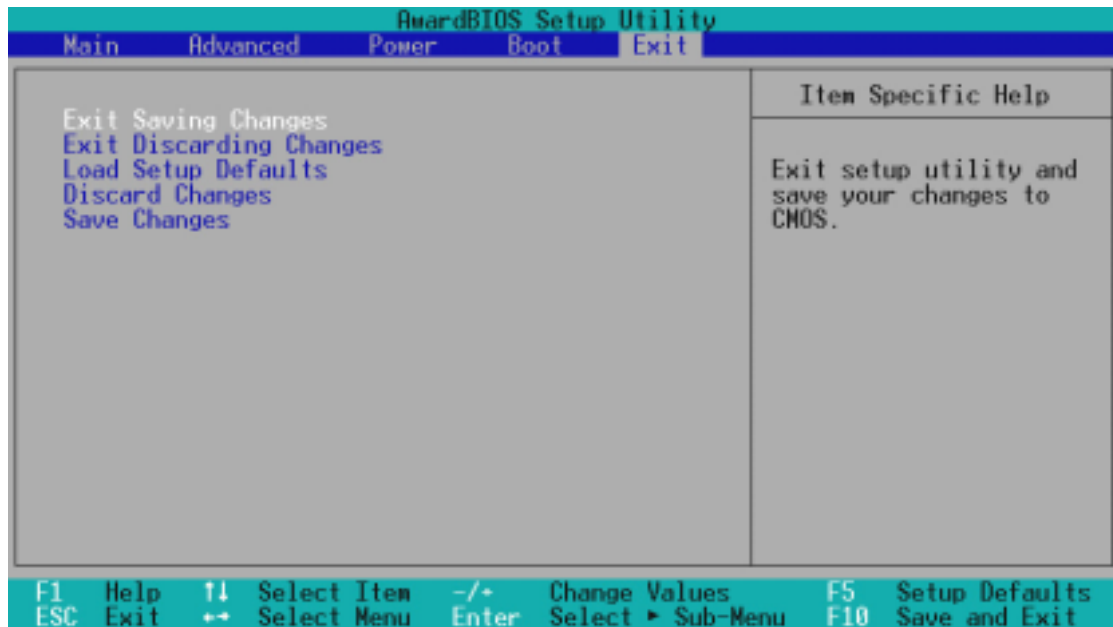 AwardBIOS Setup Utility
Main Advanced Power Boot Exit
Exit Saving Changes
Exit Discarding Changes
Load Setup Defaults
Discard Changes
Save Changes
Item Specific Help
Exit setup utility and
save your changes to
CMOS.
F1 Help ↑↓ Select Item -/+ Change Values F5 Setup Defaults
ESC Exit ←→ Select Menu Enter Select ► Sub-Menu F10 Save and Exit